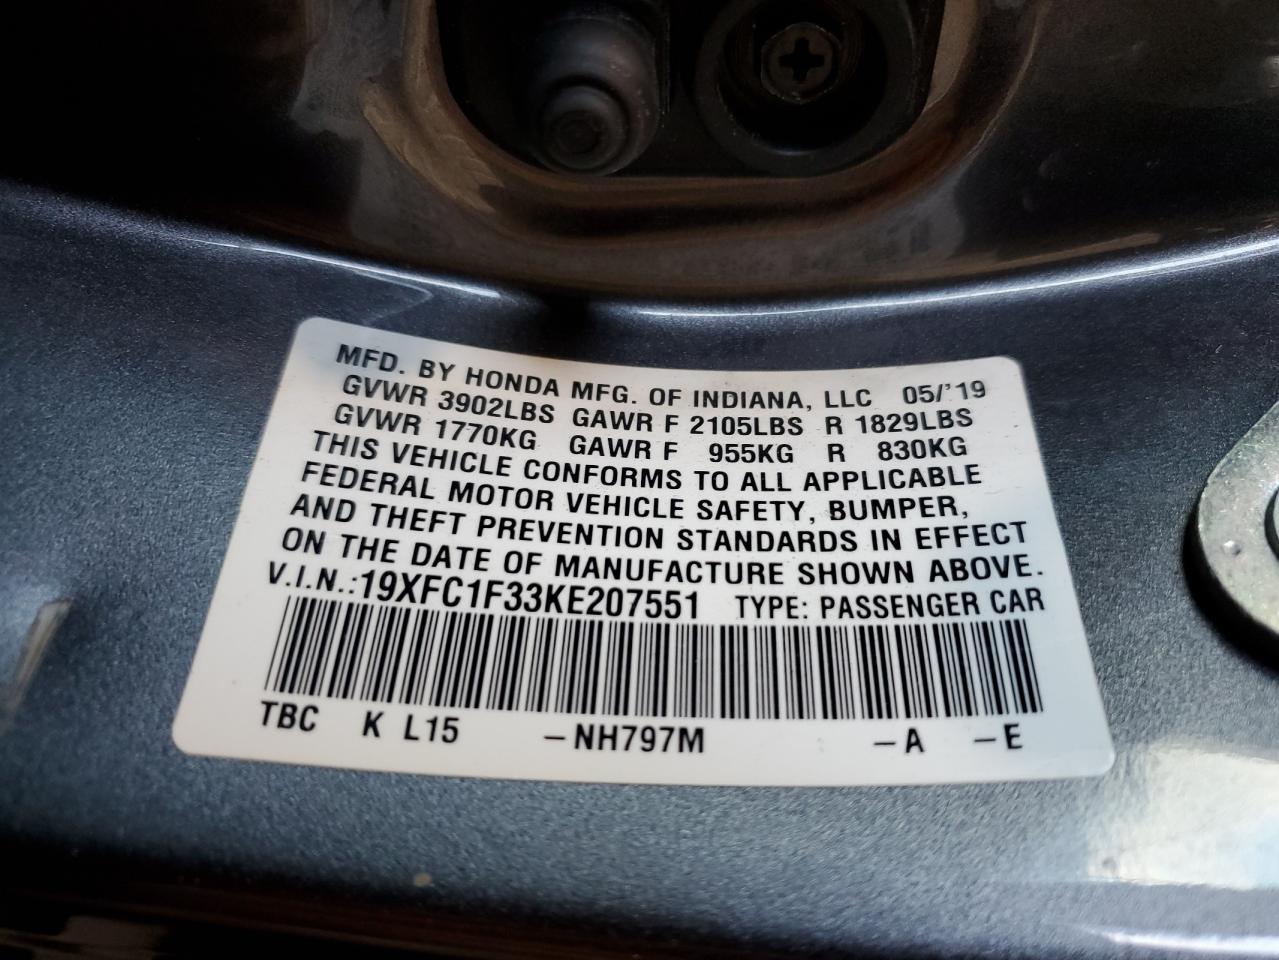 MFD. BY HONDA MFG. OF INDIANA, LLC 05/'19
GVWR 3902LBS GAWR F 2105LBS R 1829LBS
GVWR 1770KG GAWR F 955KG R 830KG
THIS VEHICLE CONFORMS TO ALL APPLICABLE
FEDERAL MOTOR VEHICLE SAFETY, BUMPER,
AND THEFT PREVENTION STANDARDS IN EFFECT
ON THE DATE OF MANUFACTURE SHOWN ABOVE.
V.I.N.:19XFC1F33KE207551 TYPE: PASSENGER CAR
TBC K L15 –NH797M –A –E